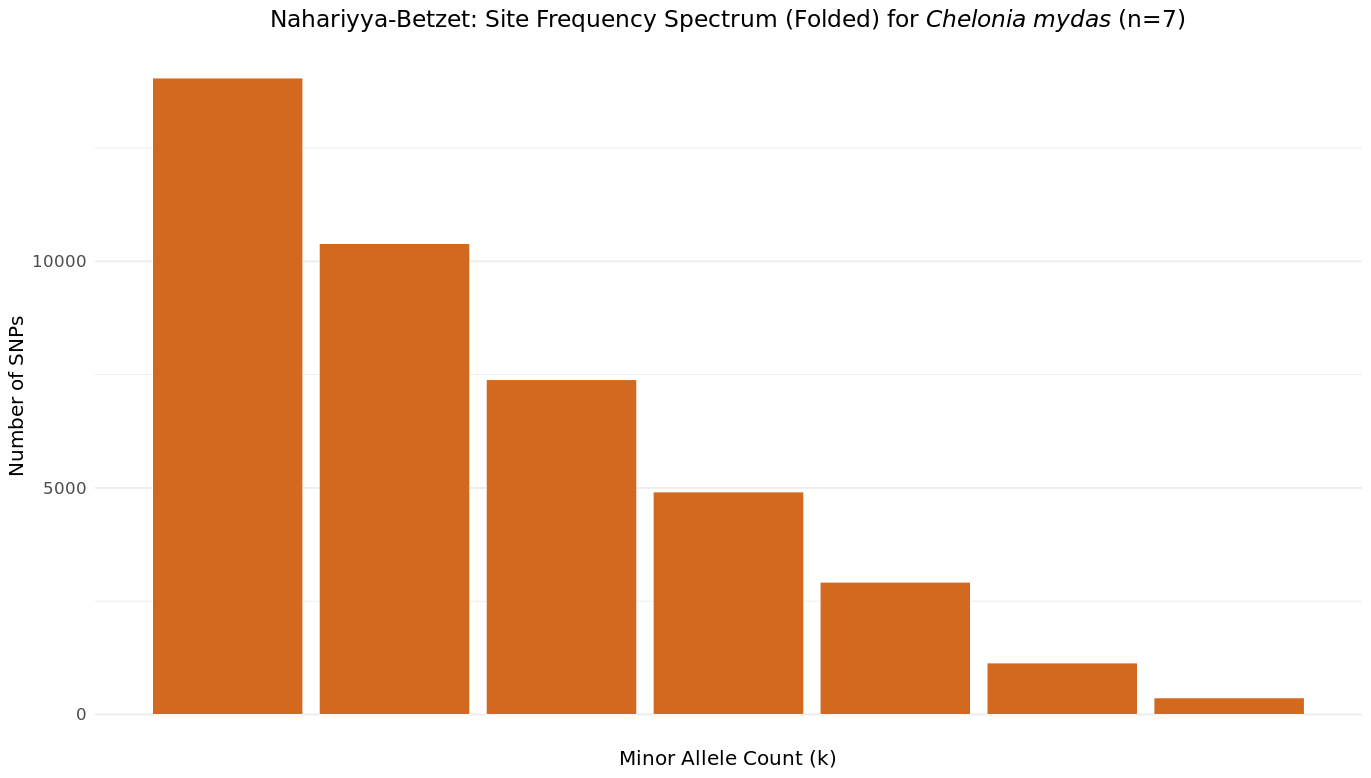 Nahariyya-Betzet: Site Frequency Spectrum (Folded) for Chelonia mydas (n=7)
Number of SNPs
10000
5000
0
Minor Allele Count (k)